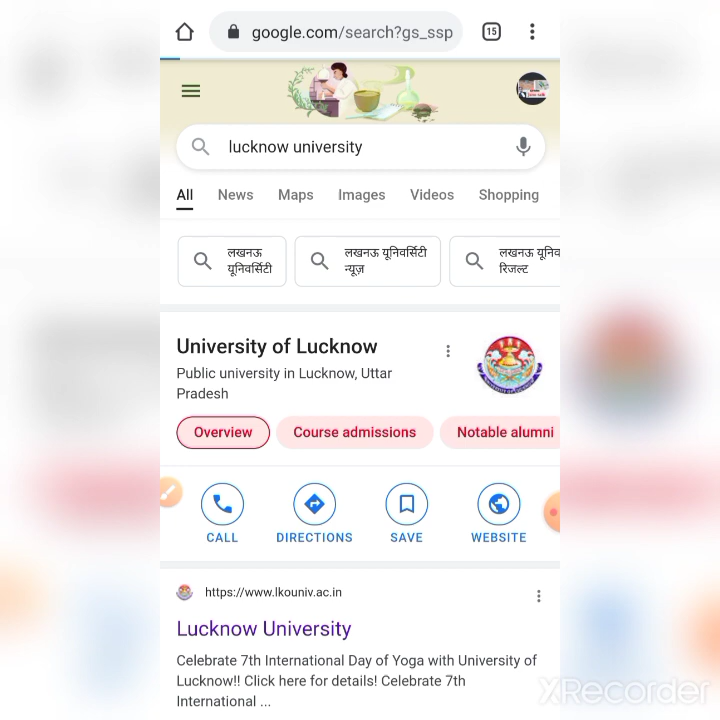 google.com/search?gs_ssp
15
lucknow university
All News Maps Images Videos Shopping
लखनऊ
यूनिवर्सिटी
लखनऊ यूनिवर्सिटी
न्यूज़
लखनऊ यूनिव
रिजल्ट
University of Lucknow
Public university in Lucknow, Uttar
Pradesh
Overview Course admissions Notable alumni
CALL DIRECTIONS SAVE WEBSITE
https://www.lkouniv.ac.in
Lucknow University
Celebrate 7th International Day of Yoga with University of
Lucknow!! Click here for details! Celebrate 7th
International ...
XRecorder